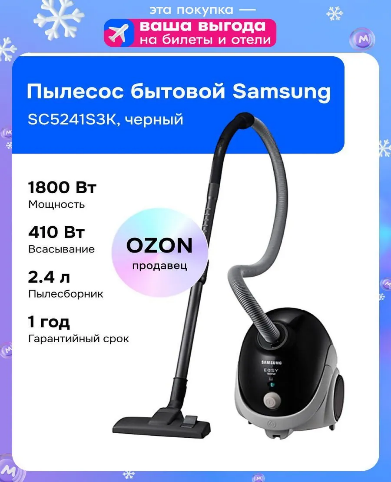 эта покупка —
ваша выгода
на билеты и отели
Пылесос бытовой Samsung
SC5241S3K, черный
1800 Вт
Мощность
410 Вт
Всасывание
2.4 л
Пылесборник
1 год
Гарантийный срок
OZON
продавец
SAMSUNG
EASY